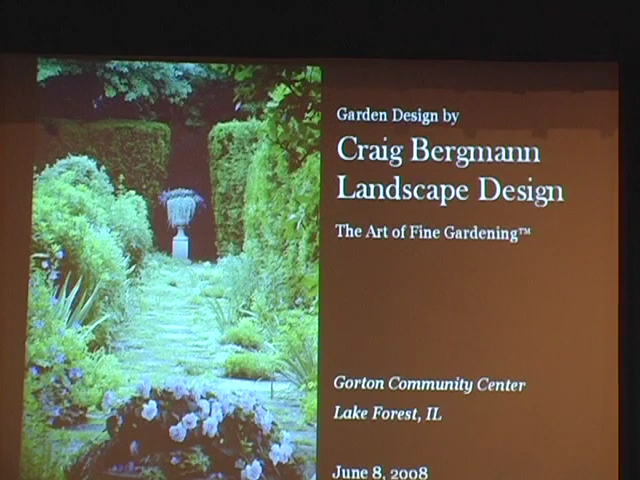 Garden Design by
Craig Bergmann
Landscape Design
The Art of Fine Gardening™
Gorton Community Center
Lake Forest, IL
June 8, 2008